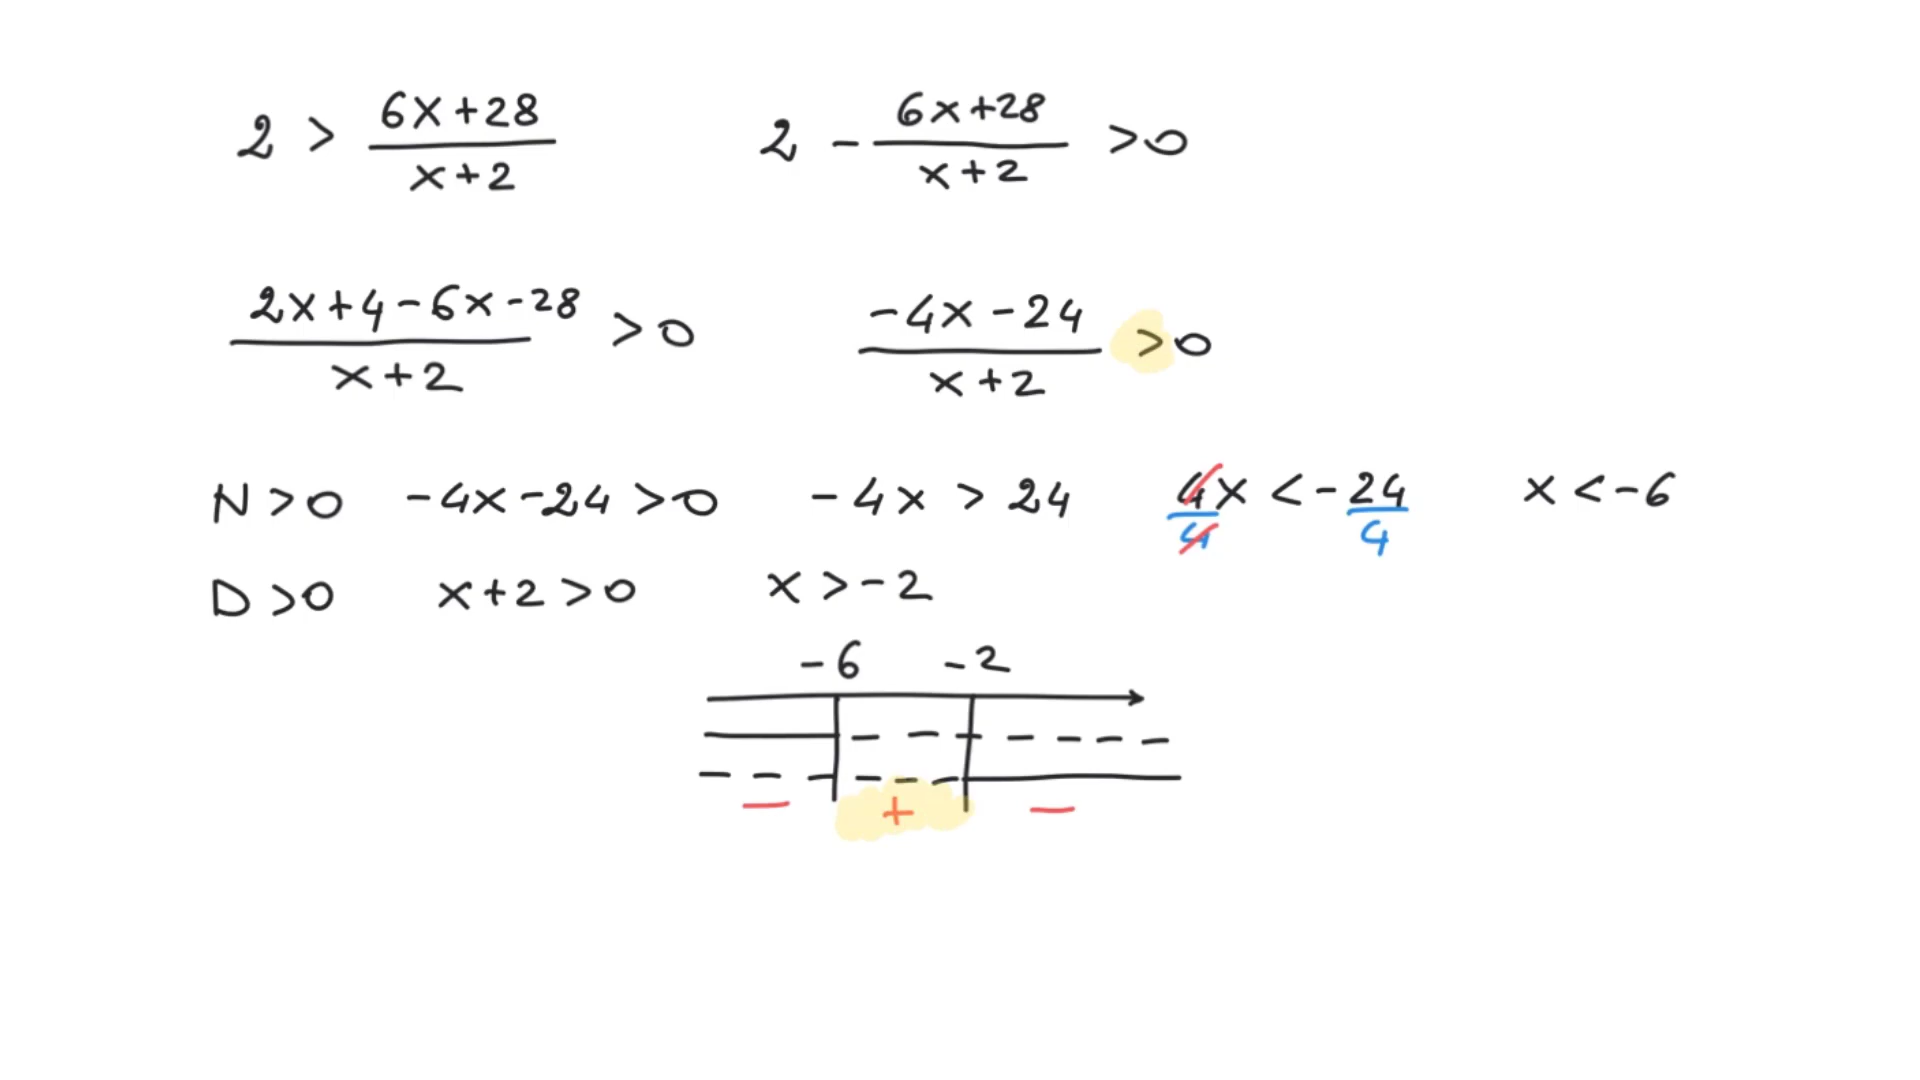 2 > (6x+28)/(x+2)    2 - (6x+28)/(x+2) >0
(2x+4-6x-28)/(x+2) >0    (-4x-24)/(x+2) >0
N>0  -4x-24>0  -4x > 24  4x/4 < -24/4  x<-6
D>0  x+2>0  x>-2
-6  -2
-  +  -